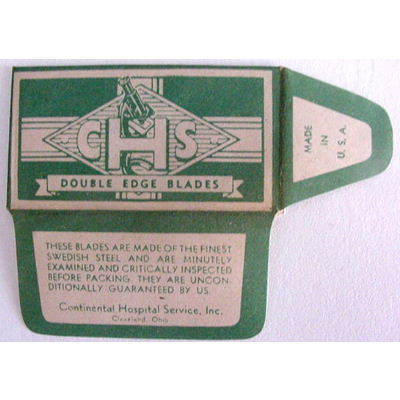 CHS
DOUBLE EDGE BLADES
MADE
IN
U.S.A.
THESE BLADES ARE MADE OF THE FINEST
SWEDISH STEEL AND ARE MINUTELY
EXAMINED AND CRITICALLY INSPECTED
BEFORE PACKING. THEY ARE UNCON-
DITIONALLY GUARANTEED BY US.
Continental Hospital Service, Inc.
Cleveland, Ohio